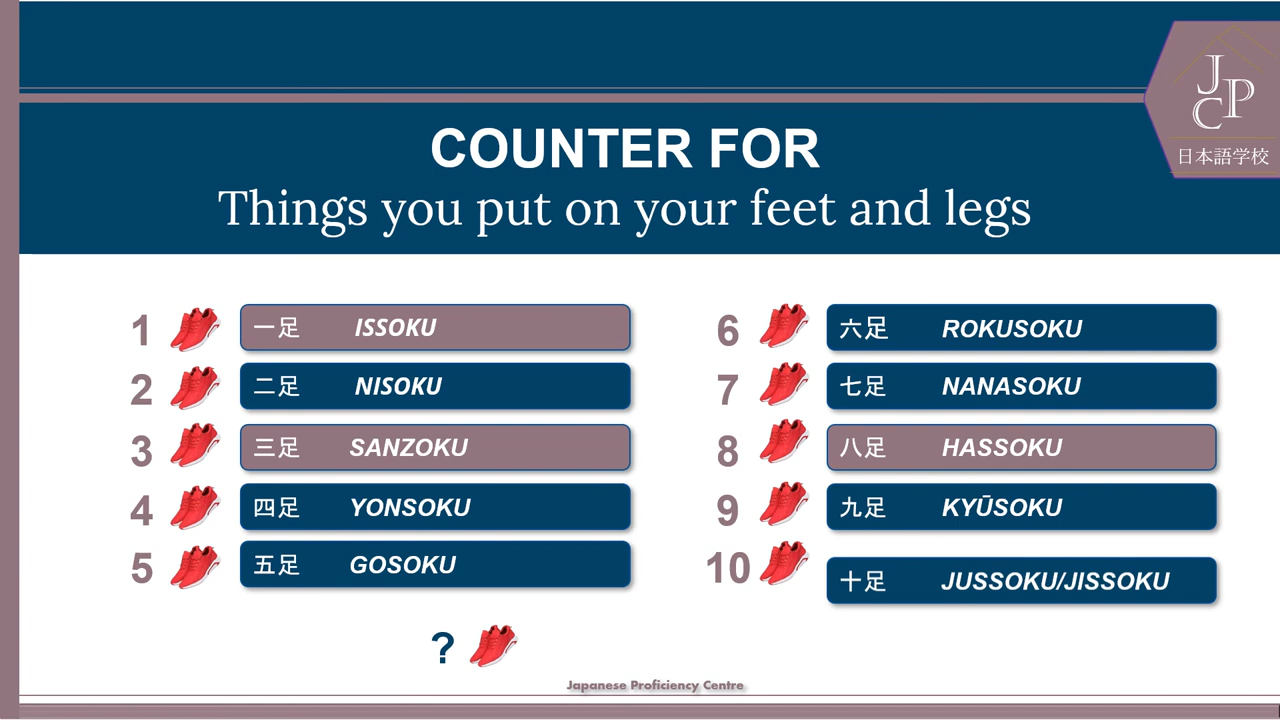 JCP
日本語学校
COUNTER FOR
Things you put on your feet and legs
1 一足 ISSOKU
2 二足 NISOKU
3 三足 SANZOKU
4 四足 YONSOKU
5 五足 GOSOKU
6 六足 ROKUSOKU
7 七足 NANASOKU
8 八足 HASSOKU
9 九足 KYŪSOKU
10 十足 JUSSOKU/JISSOKU
?
Japanese Proficiency Centre